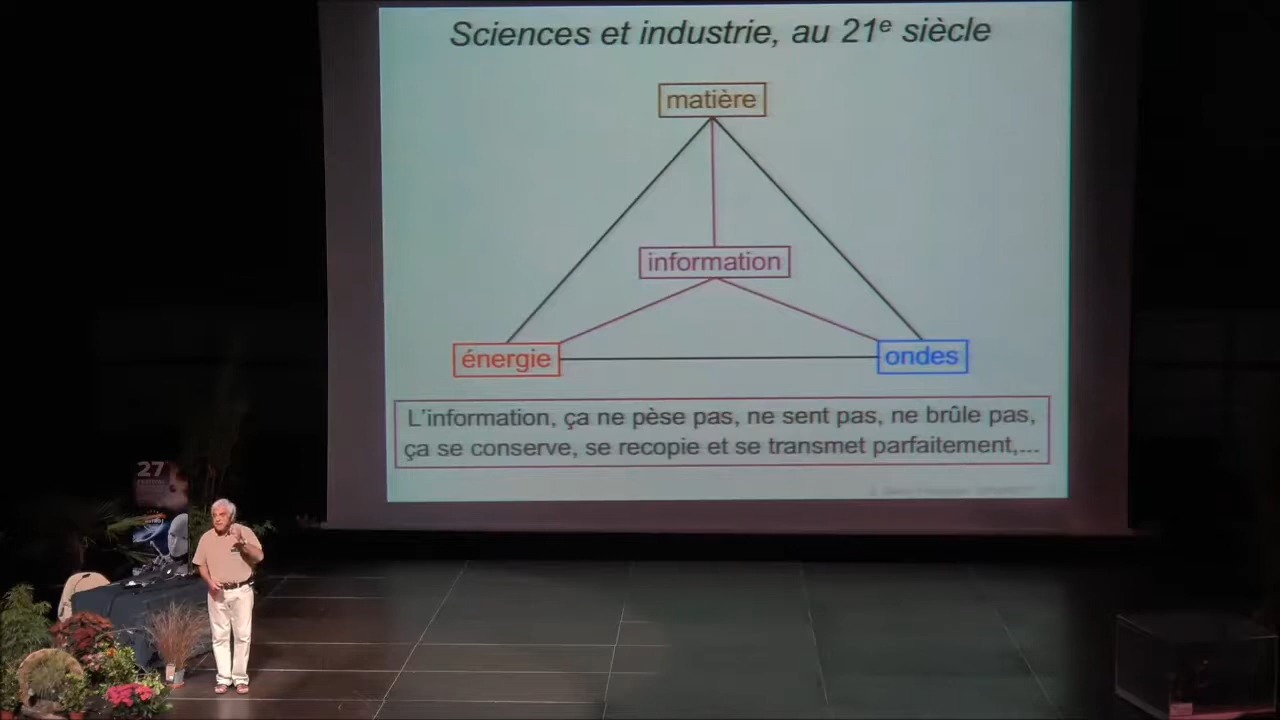 Sciences et industrie, au 21e siècle
matière
information
énergie
ondes
L'information, ça ne pèse pas, ne sent pas, ne brûle pas,
ça se conserve, se recopie et se transmet parfaitement,...
27